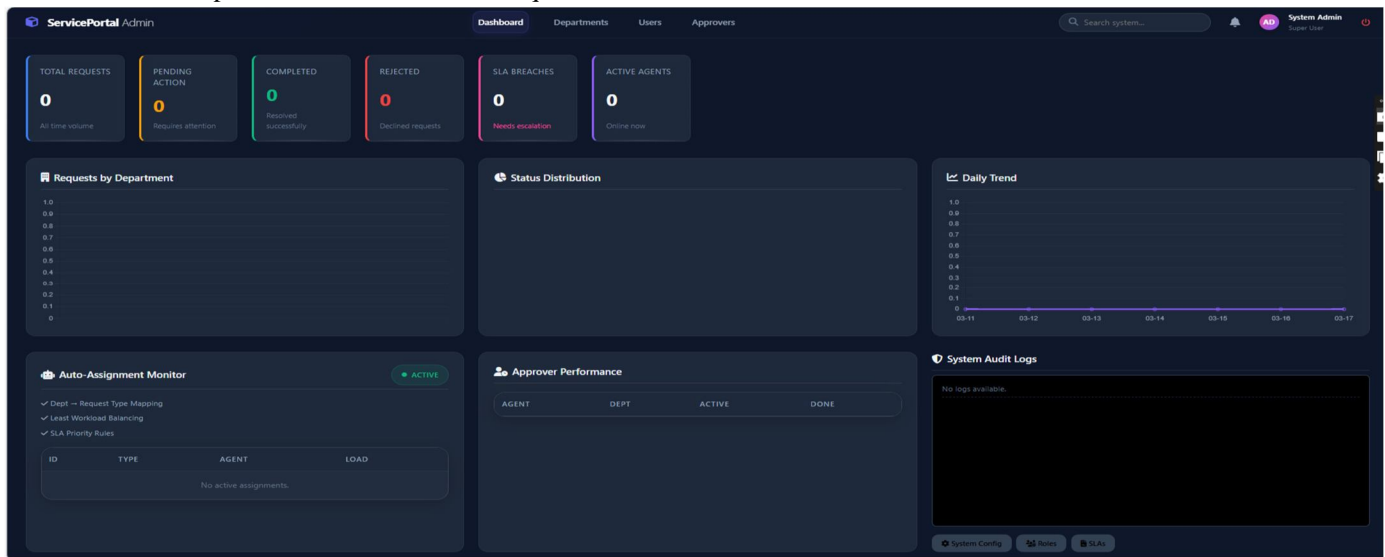 ServicePortal Admin
Dashboard Departments Users Approvers
Search system...
AD
System Admin
Super User
TOTAL REQUESTS
0
All time volume
PENDING
ACTION
0
Requires attention
COMPLETED
0
Resolved
successfully
REJECTED
0
Declined requests
SLA BREACHES
0
Needs escalation
ACTIVE AGENTS
0
Online now
Requests by Department
1.0
0.9
0.8
0.7
0.6
0.5
0.4
0.3
0.2
0.1
0
Status Distribution
Daily Trend
1.0
0.9
0.8
0.7
0.6
0.5
0.4
0.3
0.2
0.1
0
03-11 03-12 03-13 03-14 03-15 03-16 03-17
Auto-Assignment Monitor
ACTIVE
✓ Dept → Request Type Mapping
✓ Least Workload Balancing
✓ SLA Priority Rules
ID TYPE AGENT LOAD
No active assignments.
Approver Performance
AGENT DEPT ACTIVE DONE
System Audit Logs
No logs available.
System Config Roles SLAs